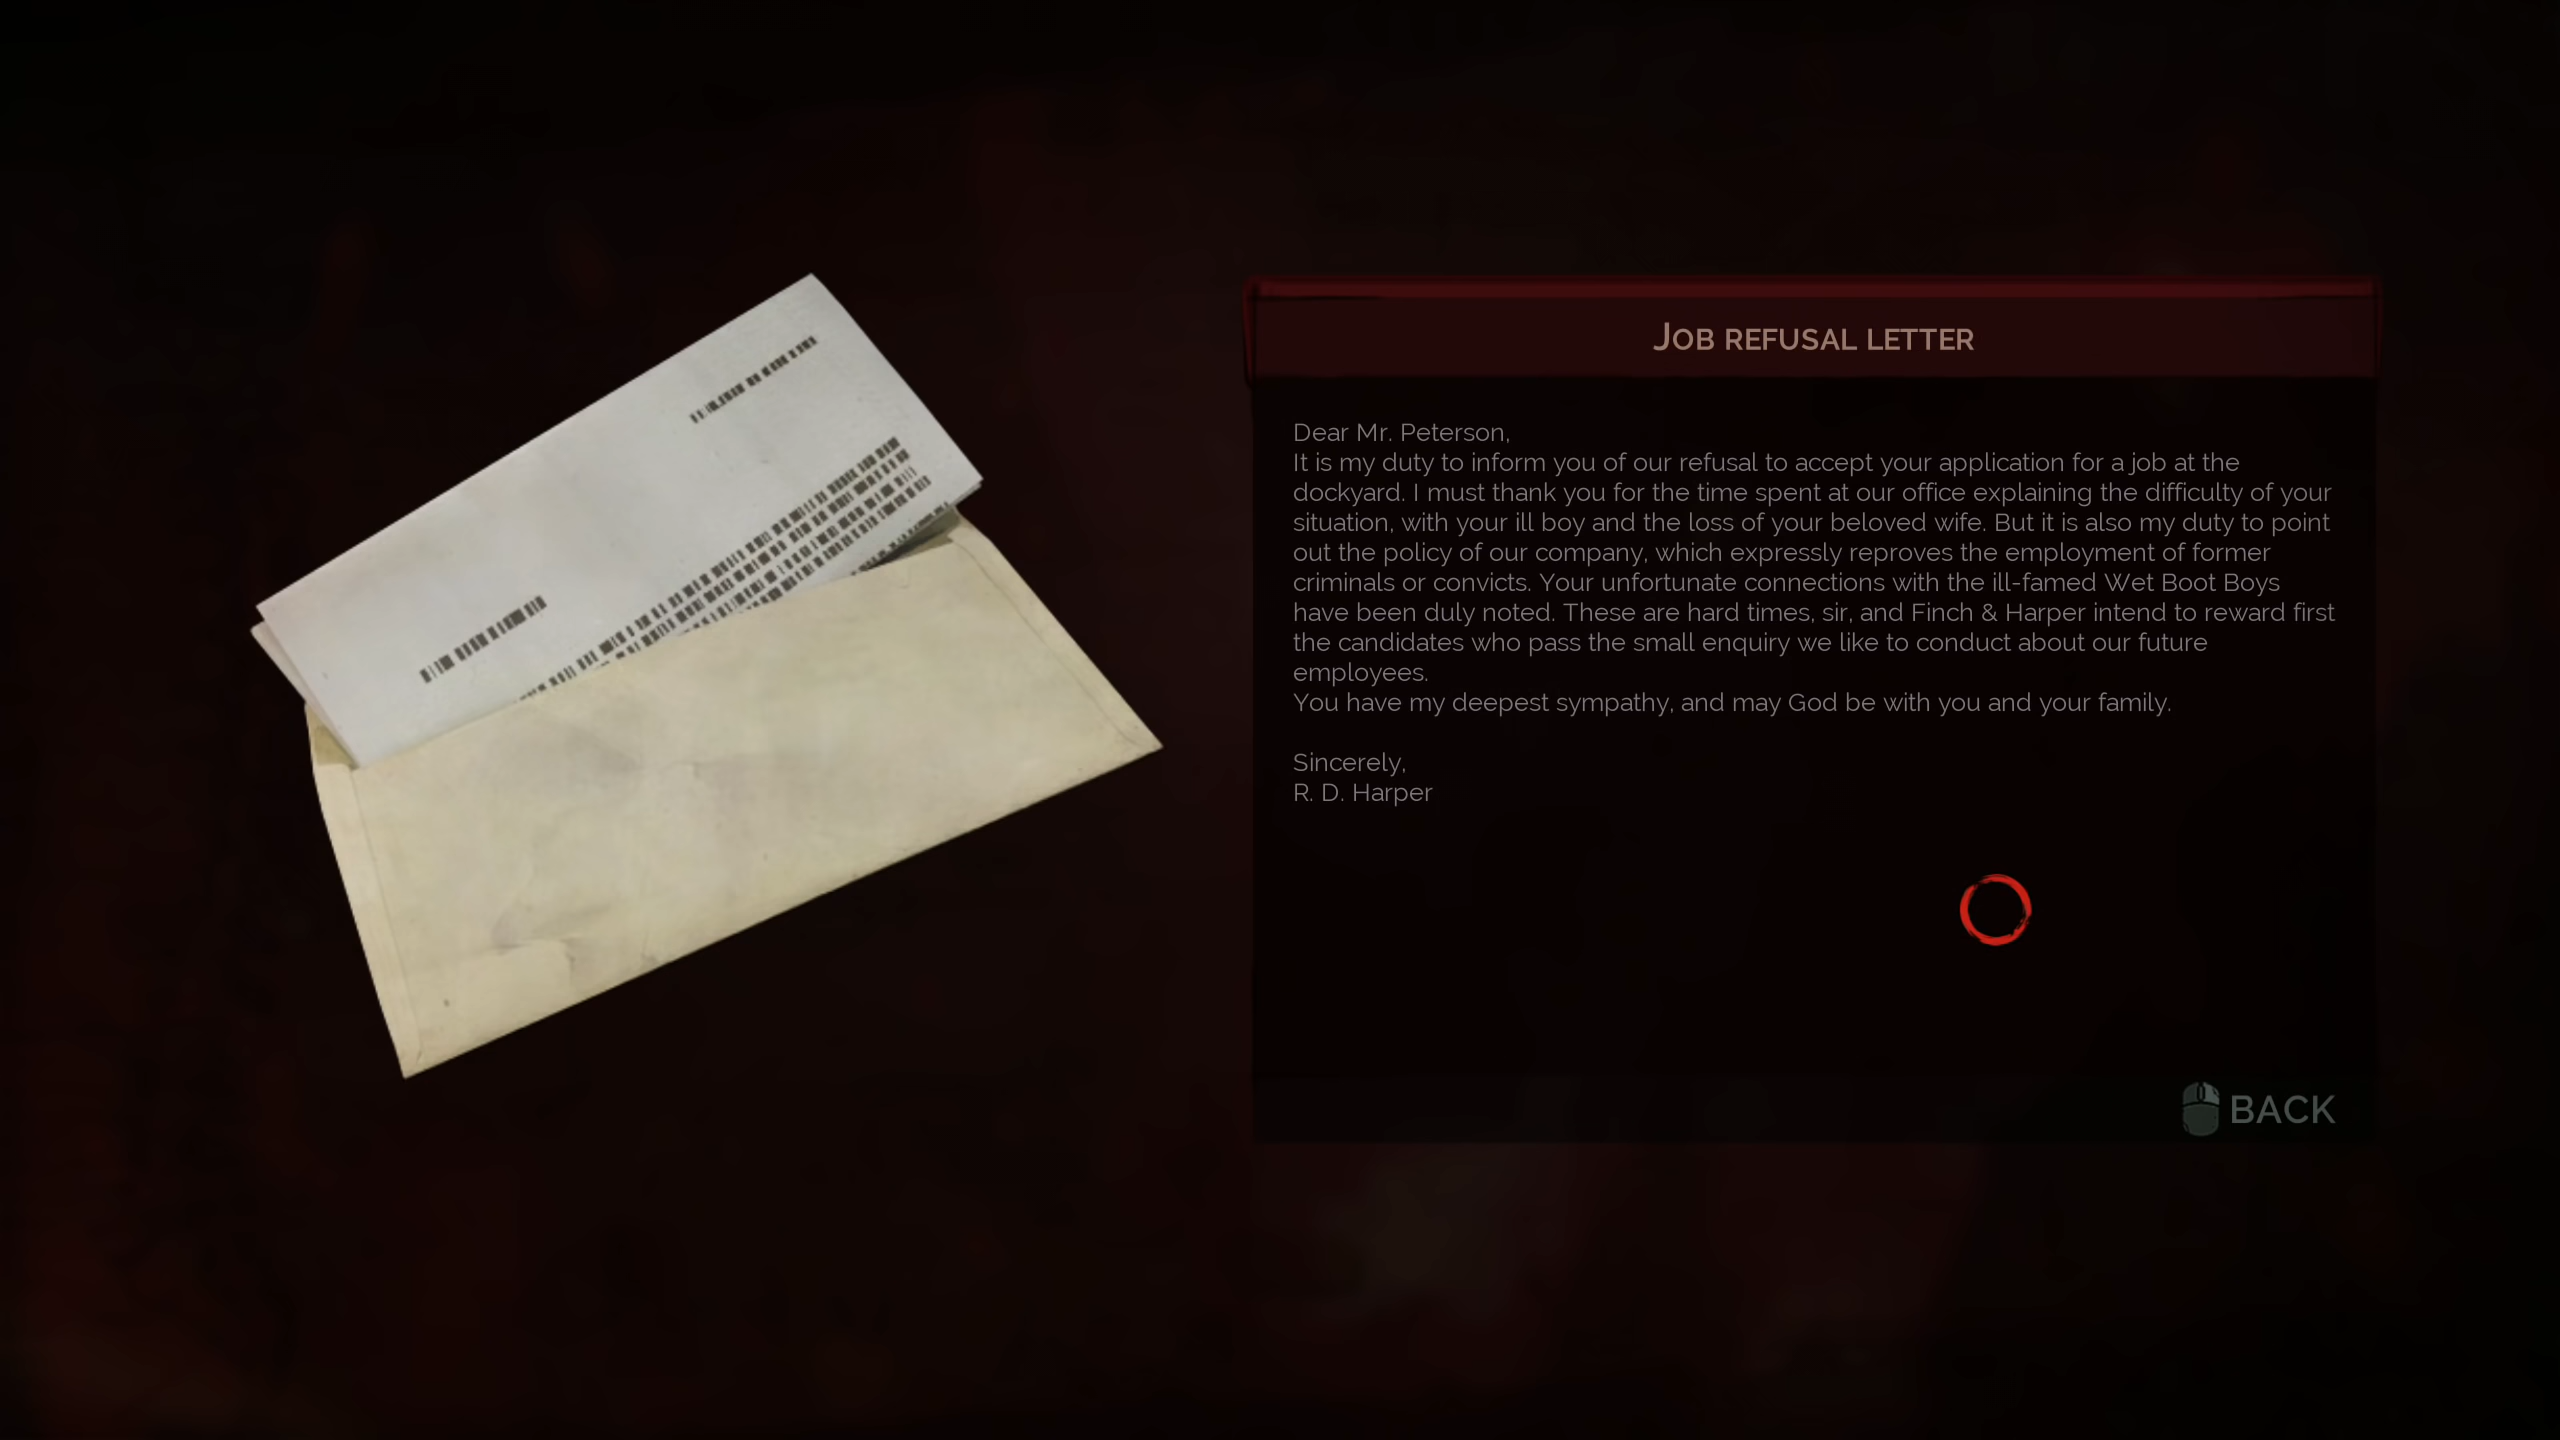 Job refusal letter
Dear Mr. Peterson,
It is my duty to inform you of our refusal to accept your application for a job at the
dockyard. I must thank you for the time spent at our office explaining the difficulty of your
situation, with your ill boy and the loss of your beloved wife. But it is also my duty to point
out the policy of our company, which expressly reproves the employment of former
criminals or convicts. Your unfortunate connections with the ill-famed Wet Boot Boys
have been duly noted. These are hard times, sir, and Finch & Harper intend to reward first
the candidates who pass the small enquiry we like to conduct about our future
employees.
You have my deepest sympathy, and may God be with you and your family.
Sincerely,
R. D. Harper
BACK